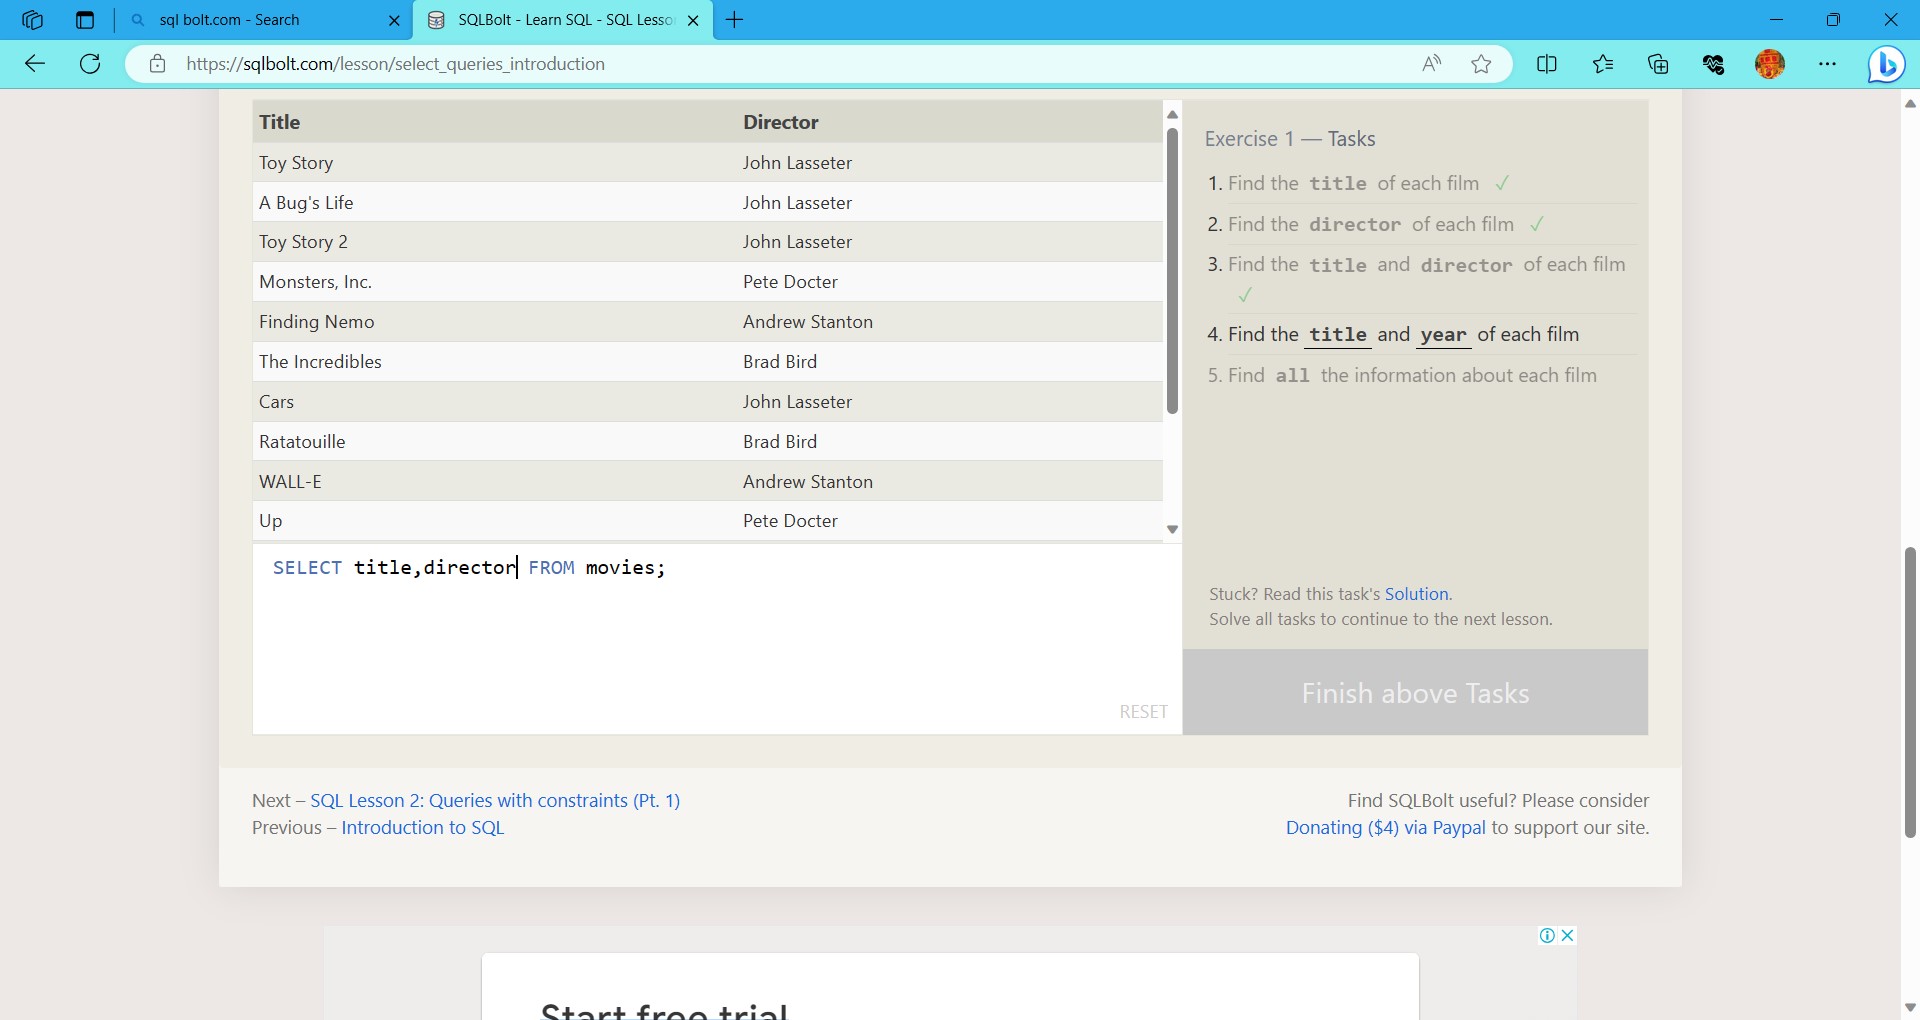 sql bolt.com - Search
SQLBolt - Learn SQL - SQL Lesso
https://sqlbolt.com/lesson/select_queries_introduction
Title Director
Toy Story John Lasseter
A Bug's Life John Lasseter
Toy Story 2 John Lasseter
Monsters, Inc. Pete Docter
Finding Nemo Andrew Stanton
The Incredibles Brad Bird
Cars John Lasseter
Ratatouille Brad Bird
WALL-E Andrew Stanton
Up Pete Docter
SELECT title,director FROM movies;
RESET
Exercise 1 — Tasks
1. Find the title of each film ✓
2. Find the director of each film ✓
3. Find the title and director of each film
✓
4. Find the title and year of each film
5. Find all the information about each film
Stuck? Read this task's Solution.
Solve all tasks to continue to the next lesson.
Finish above Tasks
Next – SQL Lesson 2: Queries with constraints (Pt. 1)
Previous – Introduction to SQL
Find SQLBolt useful? Please consider
Donating ($4) via Paypal to support our site.
Start free trial